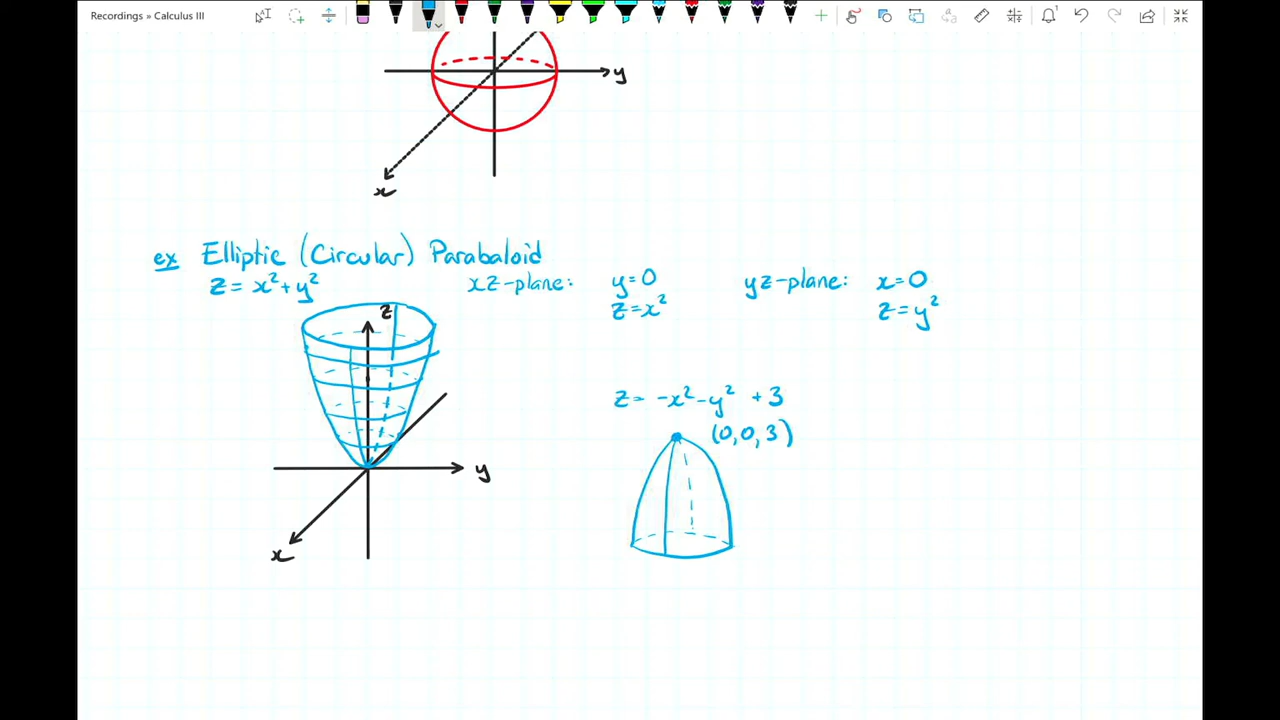 Recordings » Calculus III
y
x
ex Elliptic (Circular) Parabaloid
z = x² + y²
xz-plane: y=0
z=x²
yz-plane: x=0
z=y²
z
y
x
z = -x² - y² + 3
(0,0,3)